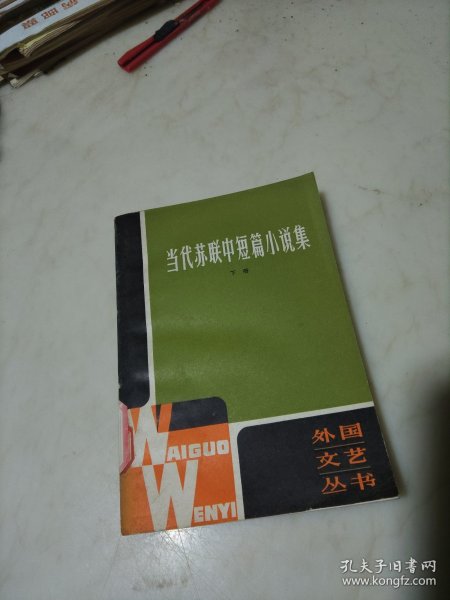 当代苏联中短篇小说集
下册
WAIGUO
WENYI
外国
文艺
丛书
孔夫子旧书网
www.kongfz.com